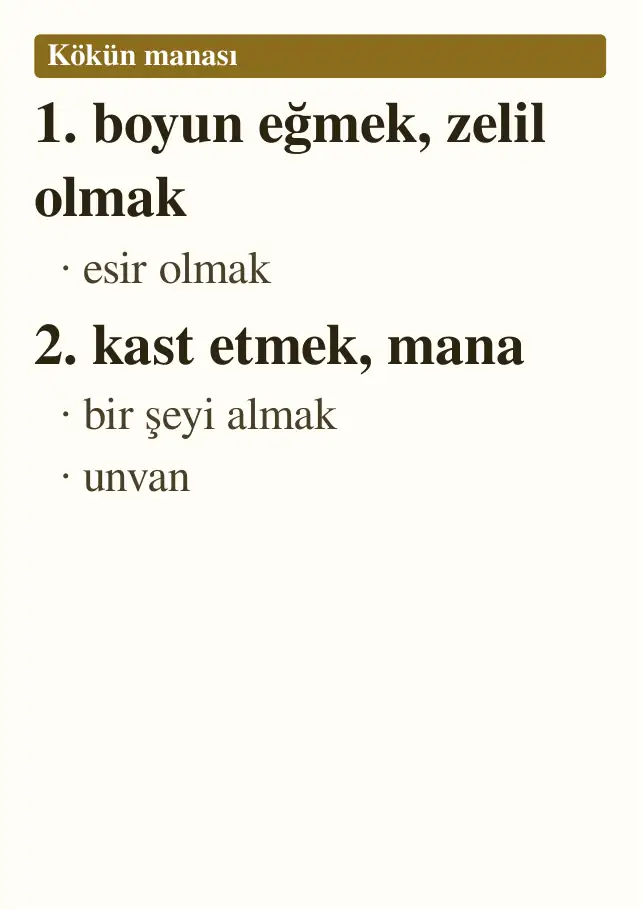 Kökün manası
1. boyun eğmek, zelil
olmak
· esir olmak
2. kast etmek, mana
· bir şeyi almak
· unvan